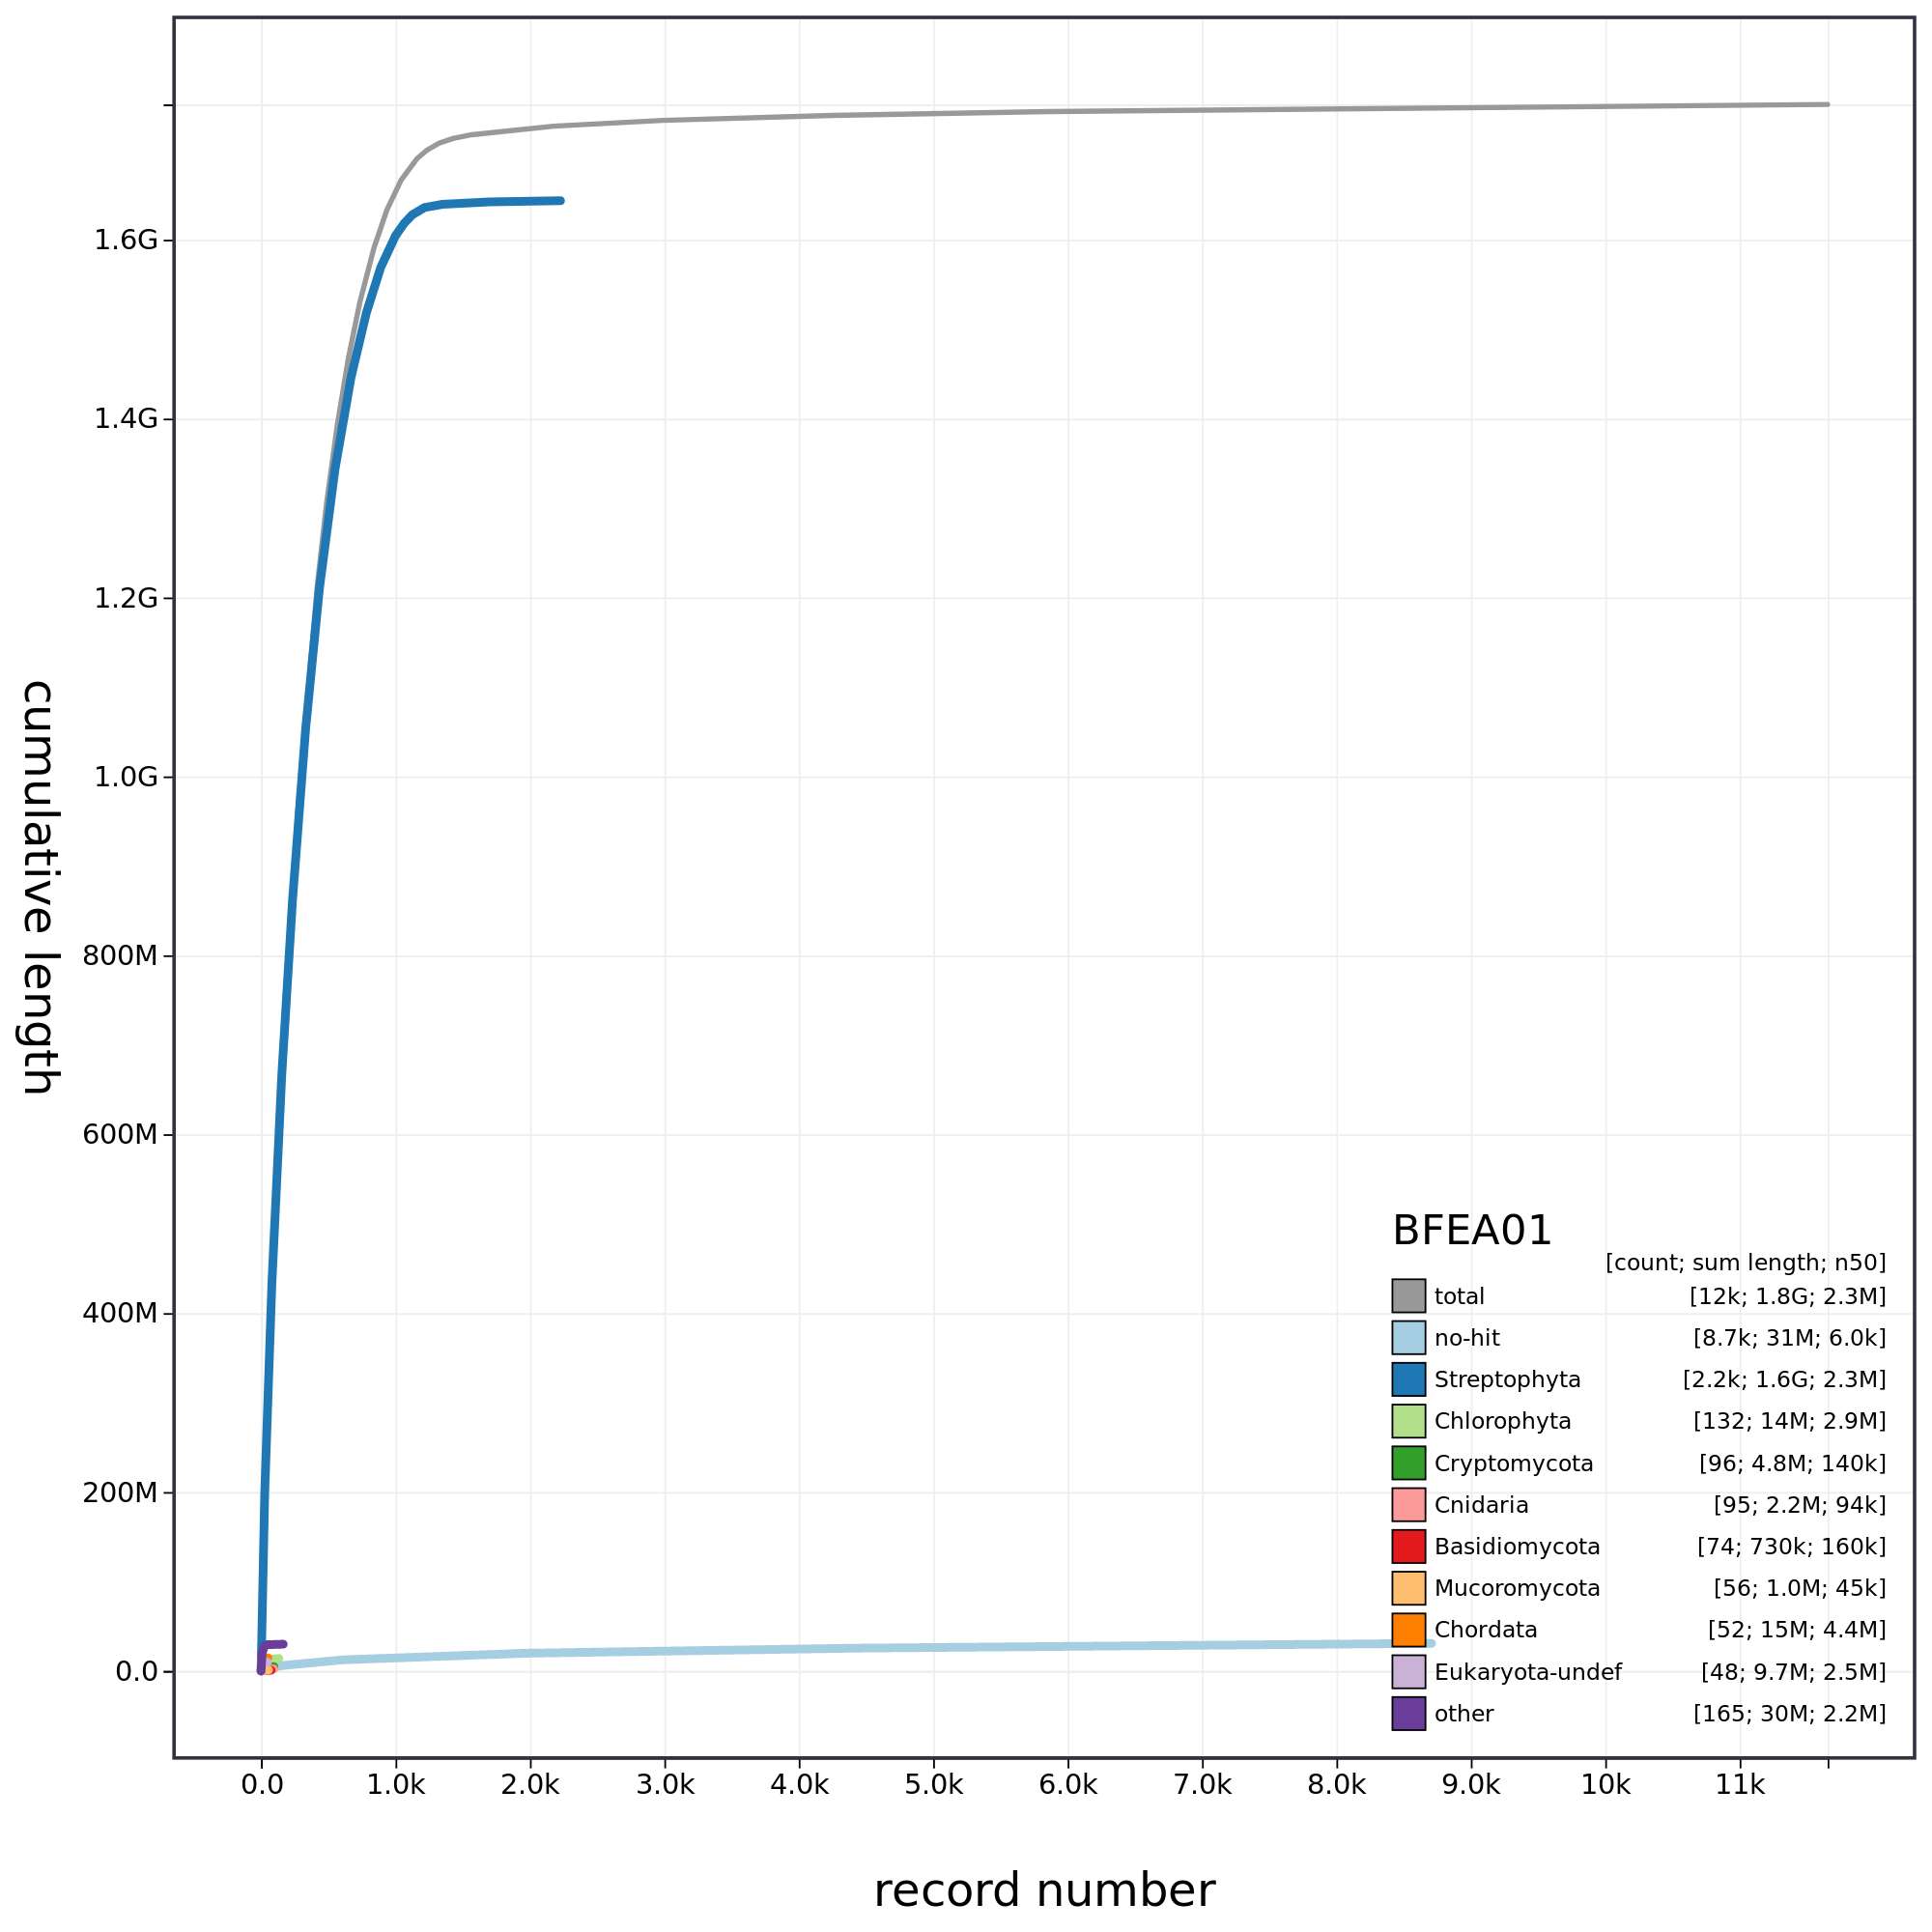 1.6G
1.4G
1.2G
1.0G
800M
600M
400M
200M
0.0
cumulative length
BFEA01
[count; sum length; n50]
total [12k; 1.8G; 2.3M]
no-hit [8.7k; 31M; 6.0k]
Streptophyta [2.2k; 1.6G; 2.3M]
Chlorophyta [132; 14M; 2.9M]
Cryptomycota [96; 4.8M; 140k]
Cnidaria [95; 2.2M; 94k]
Basidiomycota [74; 730k; 160k]
Mucoromycota [56; 1.0M; 45k]
Chordata [52; 15M; 4.4M]
Eukaryota-undef [48; 9.7M; 2.5M]
other [165; 30M; 2.2M]
0.0 1.0k 2.0k 3.0k 4.0k 5.0k 6.0k 7.0k 8.0k 9.0k 10k 11k
record number